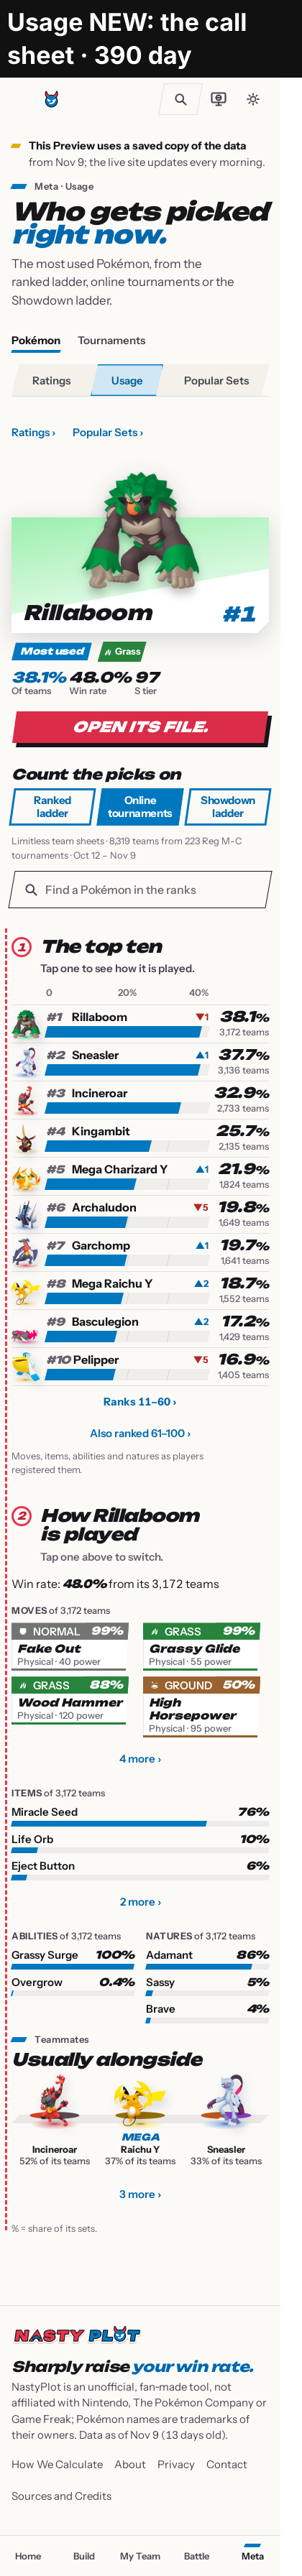 Usage NEW: the call
sheet · 390 day
This Preview uses a saved copy of the data
from Nov 9; the live site updates every morning.
Meta · Usage
Who gets picked
right now.
The most used Pokémon, from the
ranked ladder, online tournaments or the
Showdown ladder.
Pokémon Tournaments
Ratings Usage Popular Sets
Ratings › Popular Sets ›
Rillaboom #1
Most used Grass
38.1% 48.0% 97
Of teams Win rate S tier
OPEN ITS FILE.
Count the picks on
Ranked ladder
Online tournaments
Showdown ladder
Limitless team sheets · 8,319 teams from 223 Reg M-C
tournaments · Oct 12 – Nov 9
Find a Pokémon in the ranks
1 The top ten
Tap one to see how it is played.
0 20% 40%
#1 Rillaboom ▼1 38.1%
3,172 teams
#2 Sneasler ▲1 37.7%
3,136 teams
#3 Incineroar 32.9%
2,733 teams
#4 Kingambit 25.7%
2,135 teams
#5 Mega Charizard Y ▲1 21.9%
1,824 teams
#6 Archaludon ▼5 19.8%
1,649 teams
#7 Garchomp ▲1 19.7%
1,641 teams
#8 Mega Raichu Y ▲2 18.7%
1,552 teams
#9 Basculegion ▲2 17.2%
1,429 teams
#10 Pelipper ▼5 16.9%
1,405 teams
Ranks 11–60 ›
Also ranked 61–100 ›
Moves, items, abilities and natures as players
registered them.
2 How Rillaboom
is played
Tap one above to switch.
Win rate: 48.0% from its 3,172 teams
MOVES of 3,172 teams
NORMAL 99%
Fake Out
Physical · 40 power
GRASS 99%
Grassy Glide
Physical · 55 power
GRASS 88%
Wood Hammer
Physical · 120 power
GROUND 50%
High
Horsepower
Physical · 95 power
4 more ›
ITEMS of 3,172 teams
Miracle Seed 76%
Life Orb 10%
Eject Button 6%
2 more ›
ABILITIES of 3,172 teams
Grassy Surge 100%
Overgrow 0.4%
NATURES of 3,172 teams
Adamant 86%
Sassy 5%
Brave 4%
Teammates
Usually alongside
Incineroar
52% of its teams
MEGA
Raichu Y
37% of its teams
Sneasler
33% of its teams
3 more ›
% = share of its sets.
NASTY PLOT
Sharply raise your win rate.
NastyPlot is an unofficial, fan-made tool, not
affiliated with Nintendo, The Pokémon Company or
Game Freak; Pokémon names are trademarks of
their owners. Data as of Nov 9 (13 days old).
How We Calculate About Privacy Contact
Sources and Credits
Home Build My Team Battle Meta